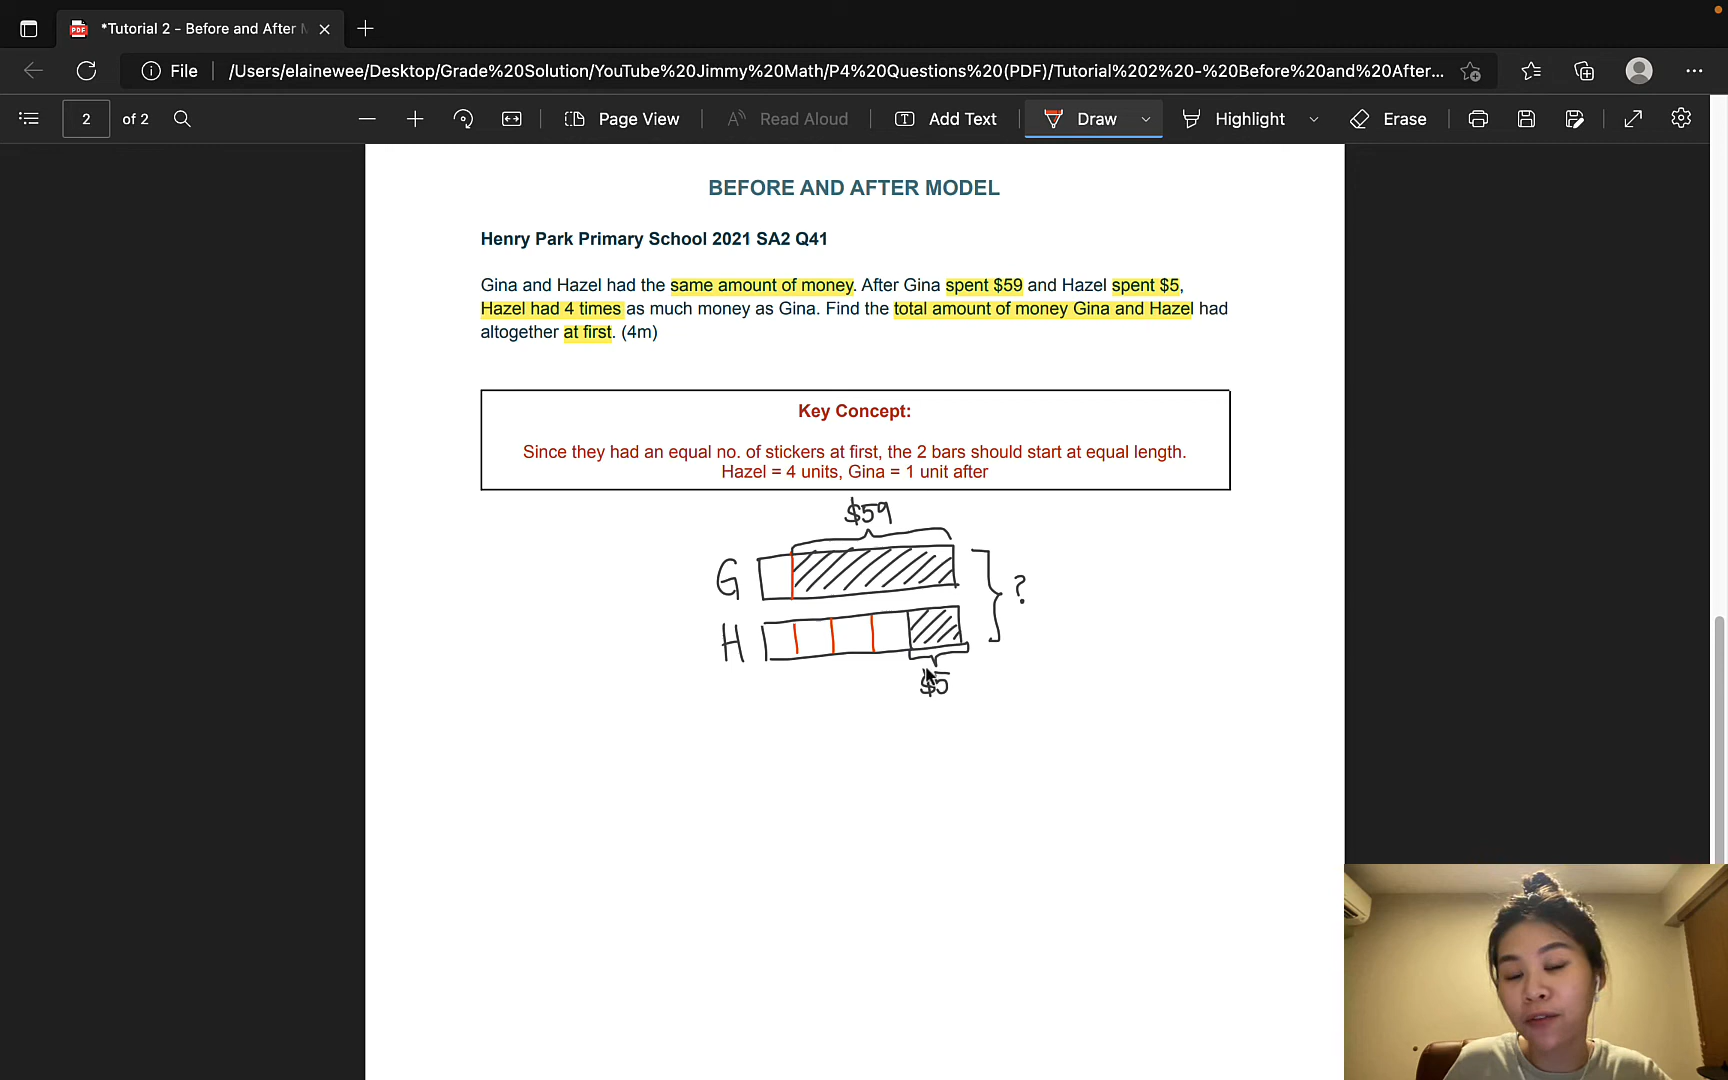 *Tutorial 2 - Before and After M
File
/Users/elainewee/Desktop/Grade%20Solution/YouTube%20Jimmy%20Math/P4%20Questions%20(PDF)/Tutorial%202%20-%20Before%20and%20After...
2 of 2
Page View
Read Aloud
Add Text
Draw
Highlight
Erase
BEFORE AND AFTER MODEL
Henry Park Primary School 2021 SA2 Q41
Gina and Hazel had the same amount of money. After Gina spent $59 and Hazel spent $5,
Hazel had 4 times as much money as Gina. Find the total amount of money Gina and Hazel had
altogether at first. (4m)
Key Concept:
Since they had an equal no. of stickers at first, the 2 bars should start at equal length.
Hazel = 4 units, Gina = 1 unit after
$59
G
?
H
$5